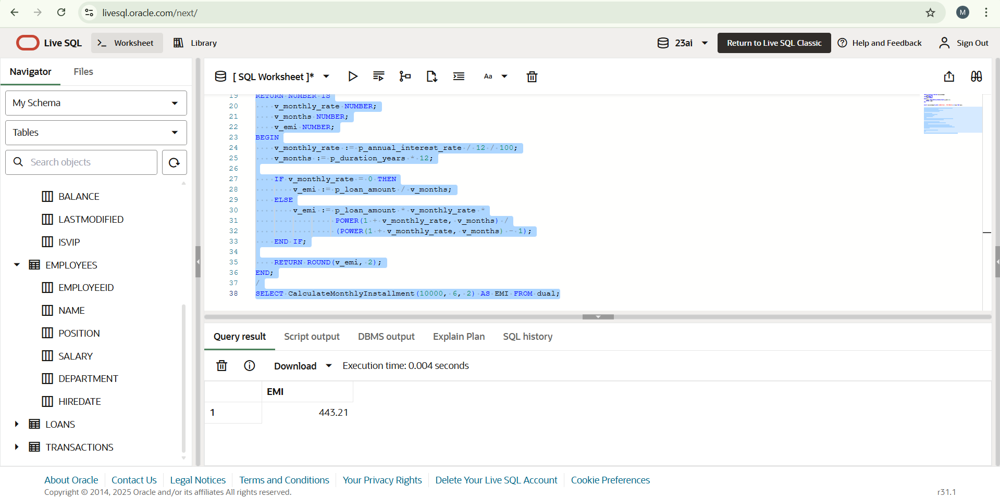 livesql.oracle.com/next/
M
Live SQL
Worksheet
Library
23ai
Return to Live SQL Classic
Help and Feedback
Sign Out
Navigator
Files
My Schema
Tables
Search objects
BALANCE
LASTMODIFIED
ISVIP
EMPLOYEES
EMPLOYEEID
NAME
POSITION
SALARY
DEPARTMENT
HIREDATE
LOANS
TRANSACTIONS
[ SQL Worksheet ]*
Aa
19 RETURN NUMBER IS
20 v_monthly_rate NUMBER;
21 v_months NUMBER;
22 v_emi NUMBER;
23 BEGIN
24 v_monthly_rate := p_annual_interest_rate / 12 / 100;
25 v_months := p_duration_years * 12;
26
27 IF v_monthly_rate = 0 THEN
28 v_emi := p_loan_amount / v_months;
29 ELSE
30 v_emi := p_loan_amount * v_monthly_rate *
31 POWER(1 + v_monthly_rate, v_months) /
32 (POWER(1 + v_monthly_rate, v_months) - 1);
33 END IF;
34
35 RETURN ROUND(v_emi, 2);
36 END;
37 /
38 SELECT CalculateMonthlyInstallment(10000, 6, 2) AS EMI FROM dual;
Query result
Script output
DBMS output
Explain Plan
SQL history
Download
Execution time: 0.004 seconds
EMI
1 443.21
About Oracle
Contact Us
Legal Notices
Terms and Conditions
Your Privacy Rights
Delete Your Live SQL Account
Cookie Preferences
Copyright © 2014, 2025 Oracle and/or its affiliates All rights reserved.
r31.1